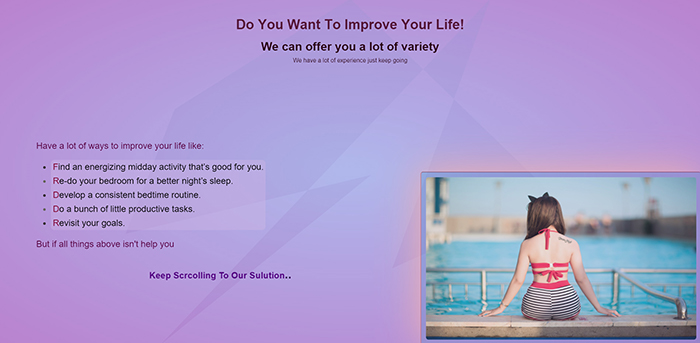 Do You Want To Improve Your Life!
We can offer you a lot of variety
We have a lot of experience just keep going
Have a lot of ways to improve your life like:
Find an energizing midday activity that's good for you.
Re-do your bedroom for a better night's sleep.
Develop a consistent bedtime routine.
Do a bunch of little productive tasks.
Revisit your goals.
But if all things above isn't help you
Keep Scrcolling To Our Sulution..